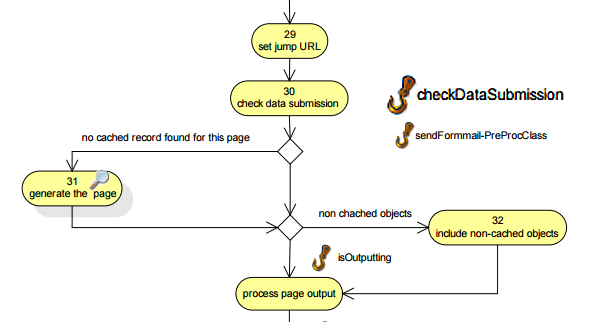 29
set jump URL
30
check data submission
checkDataSubmission
sendFormmail-PreProcClass
no cached record found for this page
31
generate the page
non chached objects
32
include non-cached objects
isOutputting
process page output